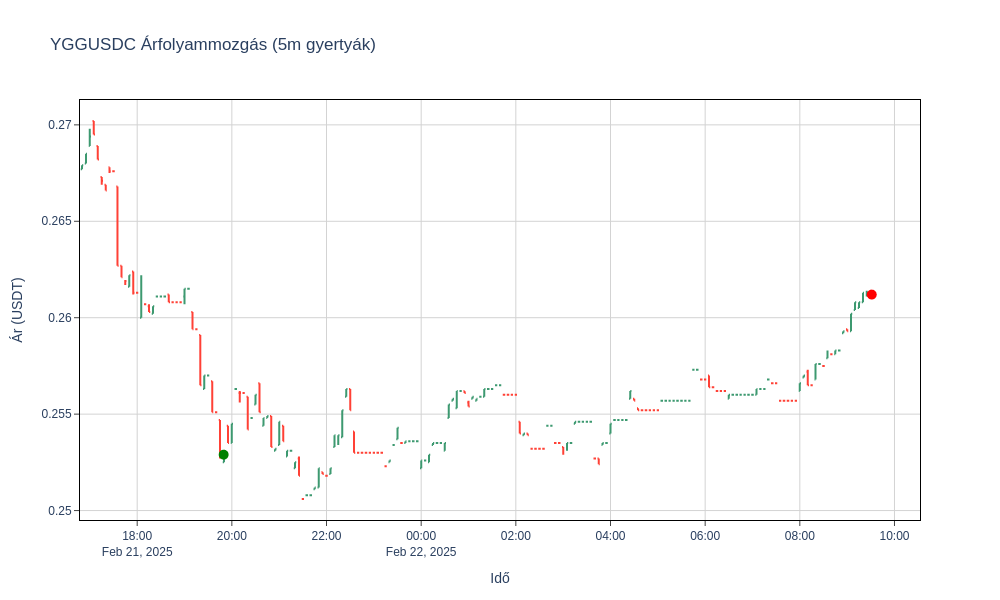 YGGUSDC Árfolyammozgás (5m gyertyák)
0.27
0.265
0.26
0.255
0.25
Ár (USDT)
18:00 20:00 22:00 00:00 02:00 04:00 06:00 08:00 10:00
Feb 21, 2025 Feb 22, 2025
Idő